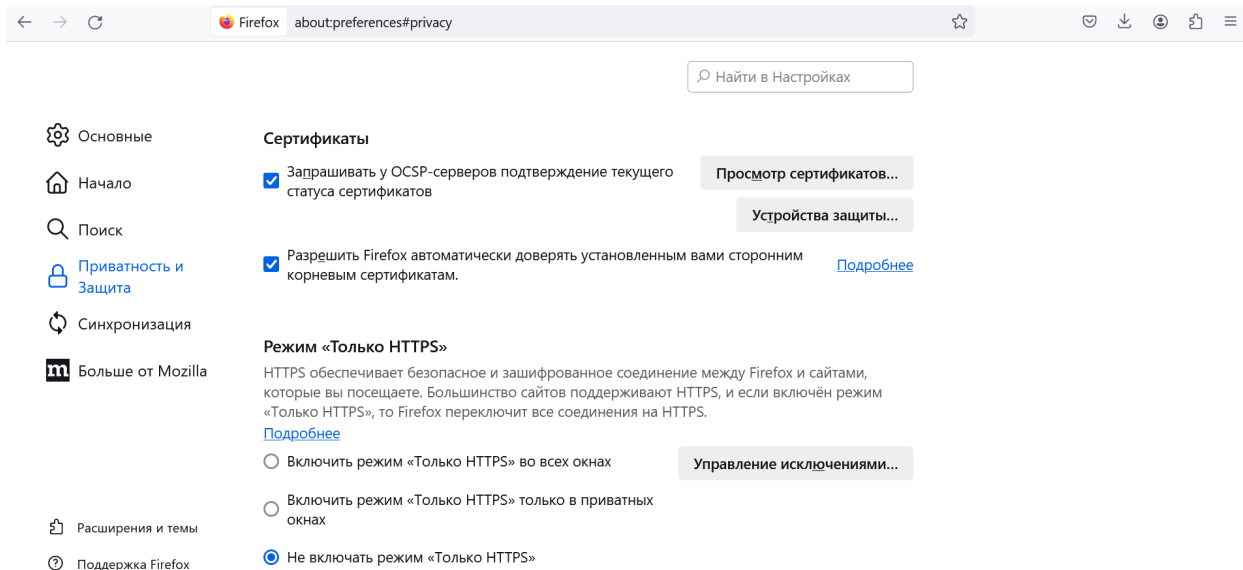 Firefox about:preferences#privacy
Найти в Настройках
Основные
Начало
Поиск
Приватность и
Защита
Синхронизация
m Больше от Mozilla
Расширения и темы
Поддержка Firefox
Сертификаты
Запрашивать у OCSP-серверов подтверждение текущего
статуса сертификатов
Просмотр сертификатов...
Устройства защиты...
Разрешить Firefox автоматически доверять установленным вами сторонним
корневым сертификатам.
Подробнее
Режим «Только HTTPS»
HTTPS обеспечивает безопасное и зашифрованное соединение между Firefox и сайтами,
которые вы посещаете. Большинство сайтов поддерживают HTTPS, и если включён режим
«Только HTTPS», то Firefox переключит все соединения на HTTPS.
Подробнее
Включить режим «Только HTTPS» во всех окнах
Управление исключениями...
Включить режим «Только HTTPS» только в приватных
окнах
Не включать режим «Только HTTPS»